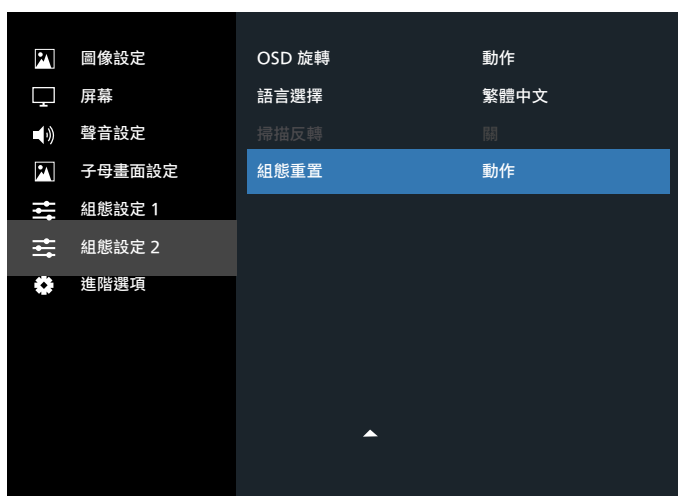 圖像設定
OSD 旋轉
動作
屏幕
語言選擇
繁體中文
聲音設定
掃描反轉
關
子母畫面設定
組態重置
動作
組態設定 1
組態設定 2
進階選項